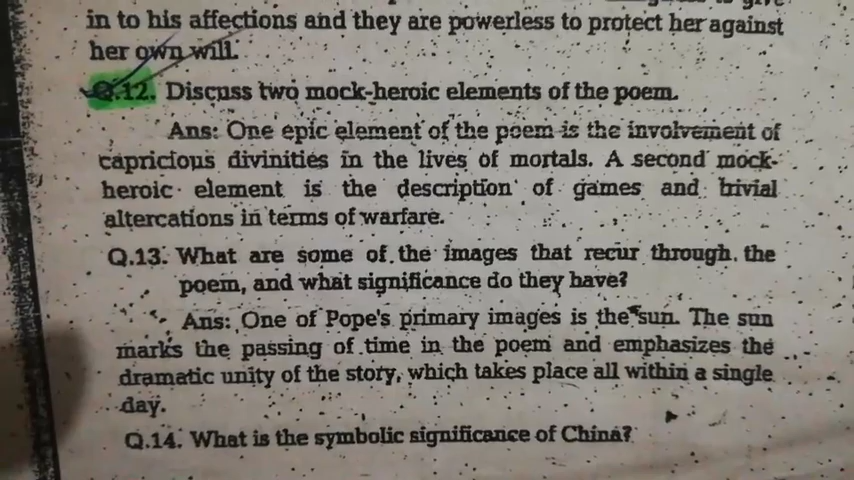 in to his affections and they are powerless to protect her against
her own will.
Q.12. Discuss two mock-heroic elements of the poem.
Ans: One epic element of the poem is the involvement of
capricious divinities in the lives of mortals. A second mock-
heroic element is the description of games and trivial
altercations in terms of warfare.
Q.13. What are some of the images that recur through the
poem, and what significance do they have?
Ans: One of Pope's primary images is the sun. The sun
marks the passing of time in the poem and emphasizes the
dramatic unity of the story, which takes place all within a single
day.
Q.14. What is the symbolic significance of China?